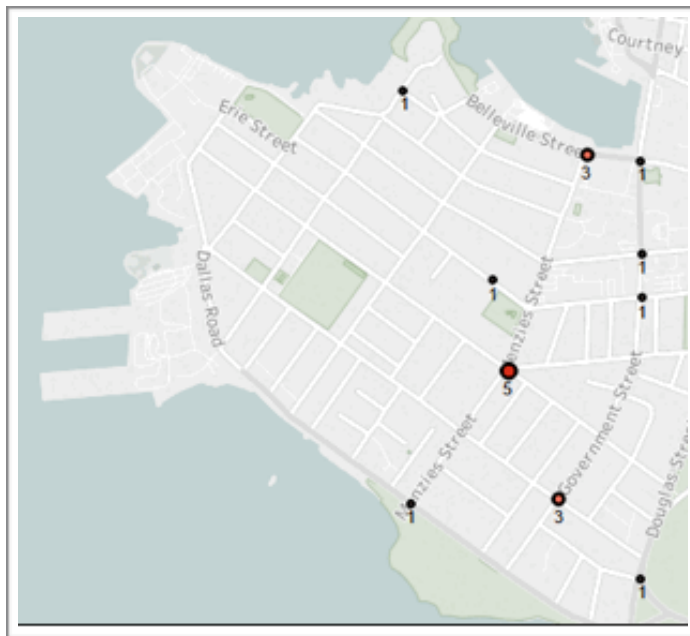 Courtney
Belleville Street
Erie Street
1
3
1
1
Dallas Road
1
Menzies Street
1
5
Government Street
Menzies Street
Douglas Stre
1
3
1